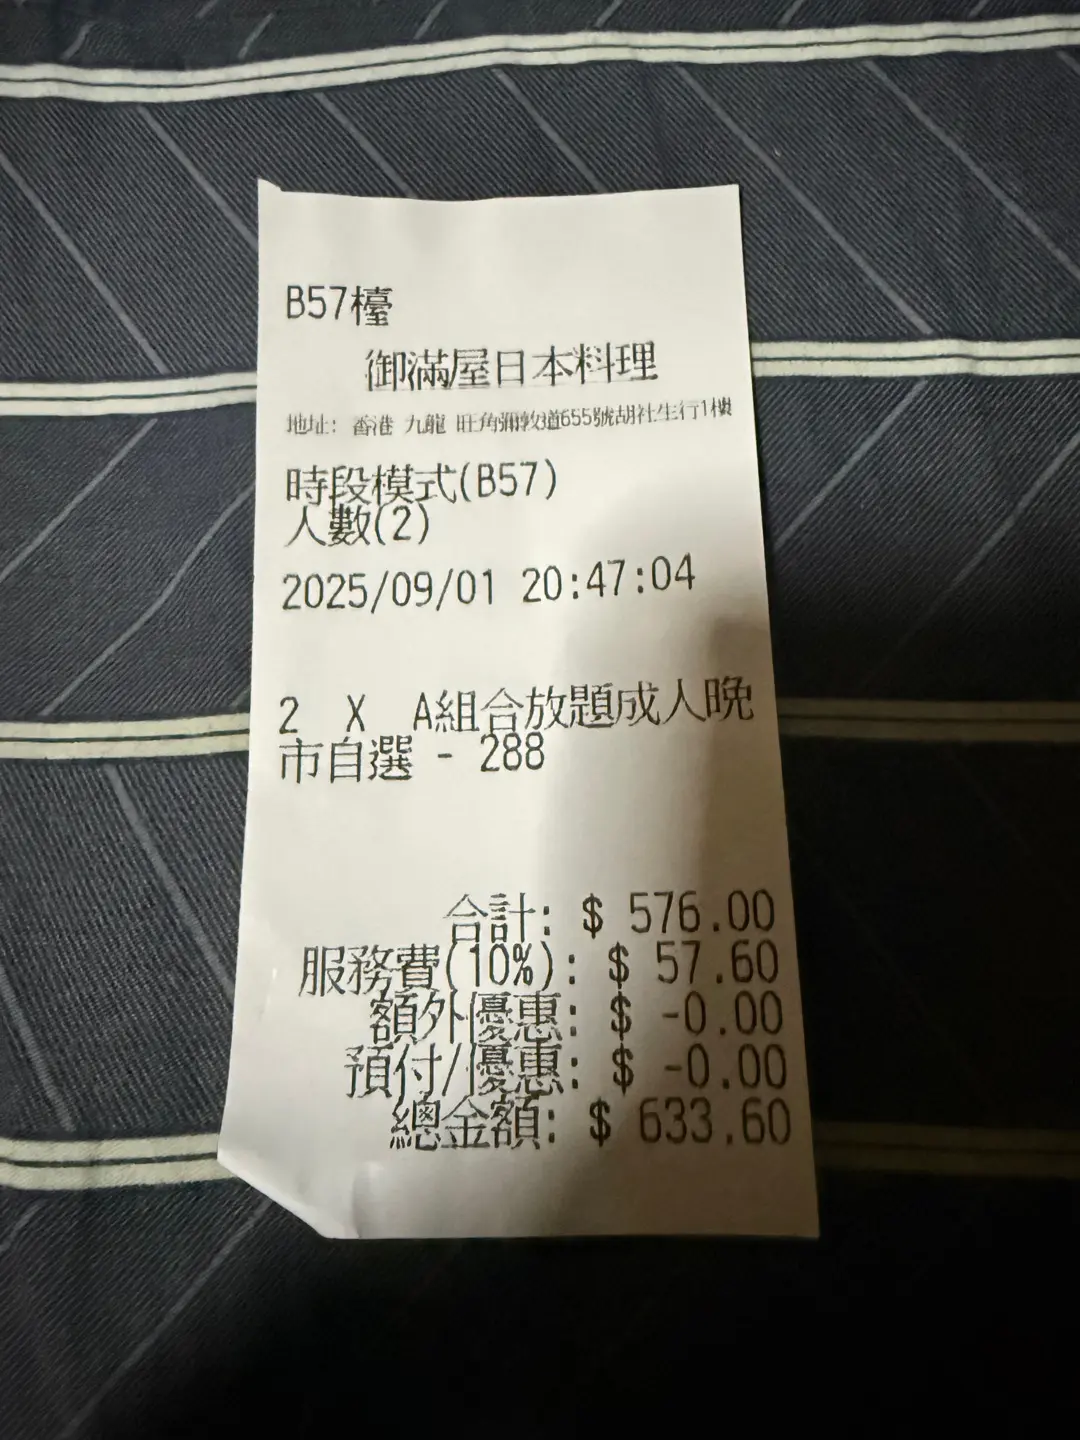 B57檯
御滿屋日本料理
地址: 香港 九龍 旺角彌敦道655號胡社生行1樓
時段模式(B57)
人數(2)
2025/09/01 20:47:04
2 X A組合放題成人晚
市自選 - 288
合計: $ 576.00
服務費(10%): $ 57.60
額外優惠: $ -0.00
預付/優惠: $ -0.00
總金額: $ 633.60